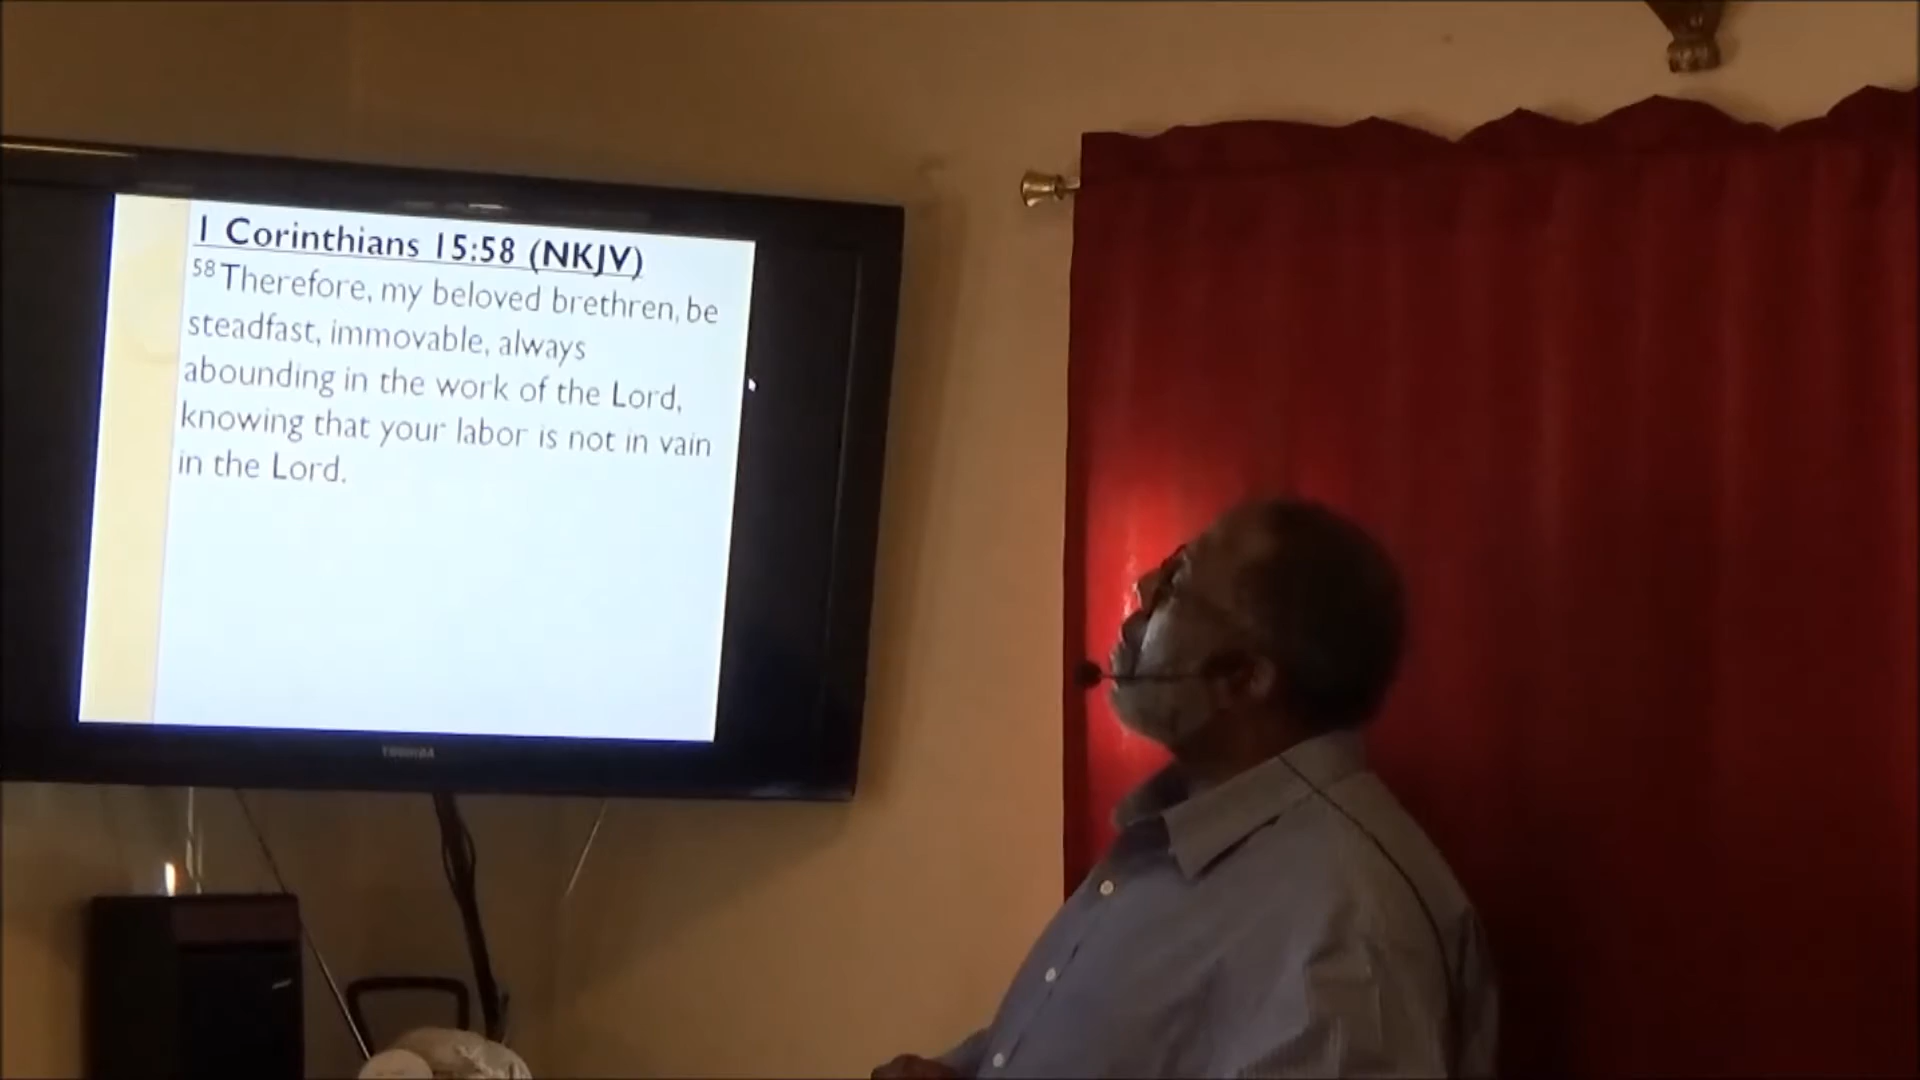 1 Corinthians 15:58 (NKJV)
58 Therefore, my beloved brethren, be
steadfast, immovable, always
abounding in the work of the Lord,
knowing that your labor is not in vain
in the Lord.
TOSHIBA